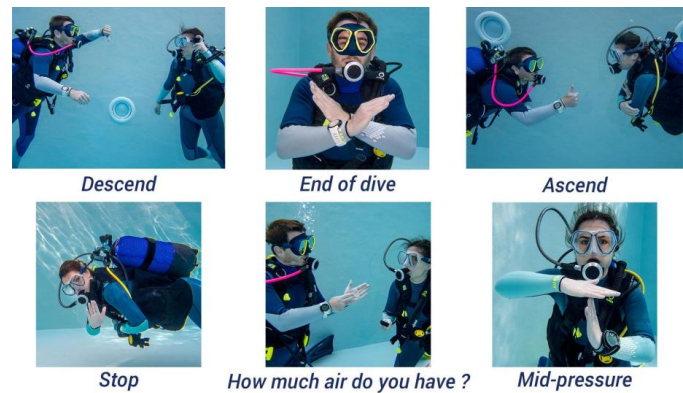 Descend
End of dive
Ascend
Stop
How much air do you have ?
Mid-pressure